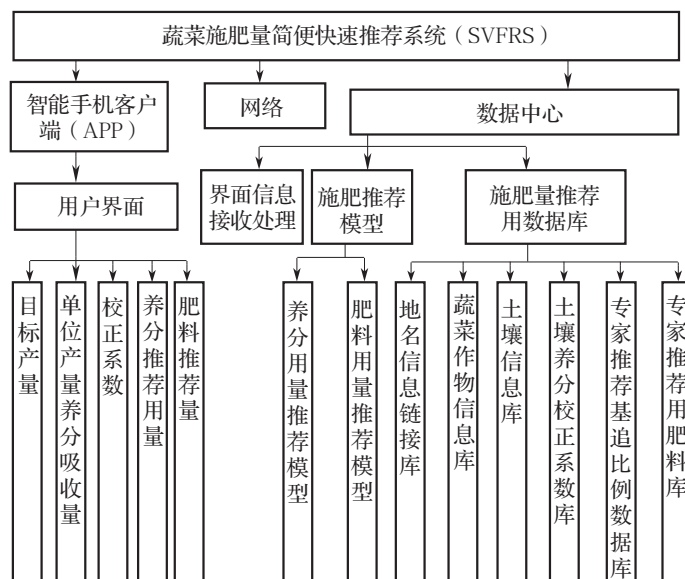 蔬菜施肥量简便快速推荐系统（SVFRS）
智能手机客户
端（APP）
网络
数据中心
用户界面
界面信息
接收处理
施肥推荐
模型
施肥量推荐
用数据库
目标产量
单位产量养分吸收量
校正系数
养分推荐用量
肥料推荐量
养分用量推荐模型
肥料用量推荐模型
地名信息链接库
蔬菜作物信息库
土壤信息库
土壤养分校正系数库
专家推荐基追比例数据库
专家推荐用肥料库